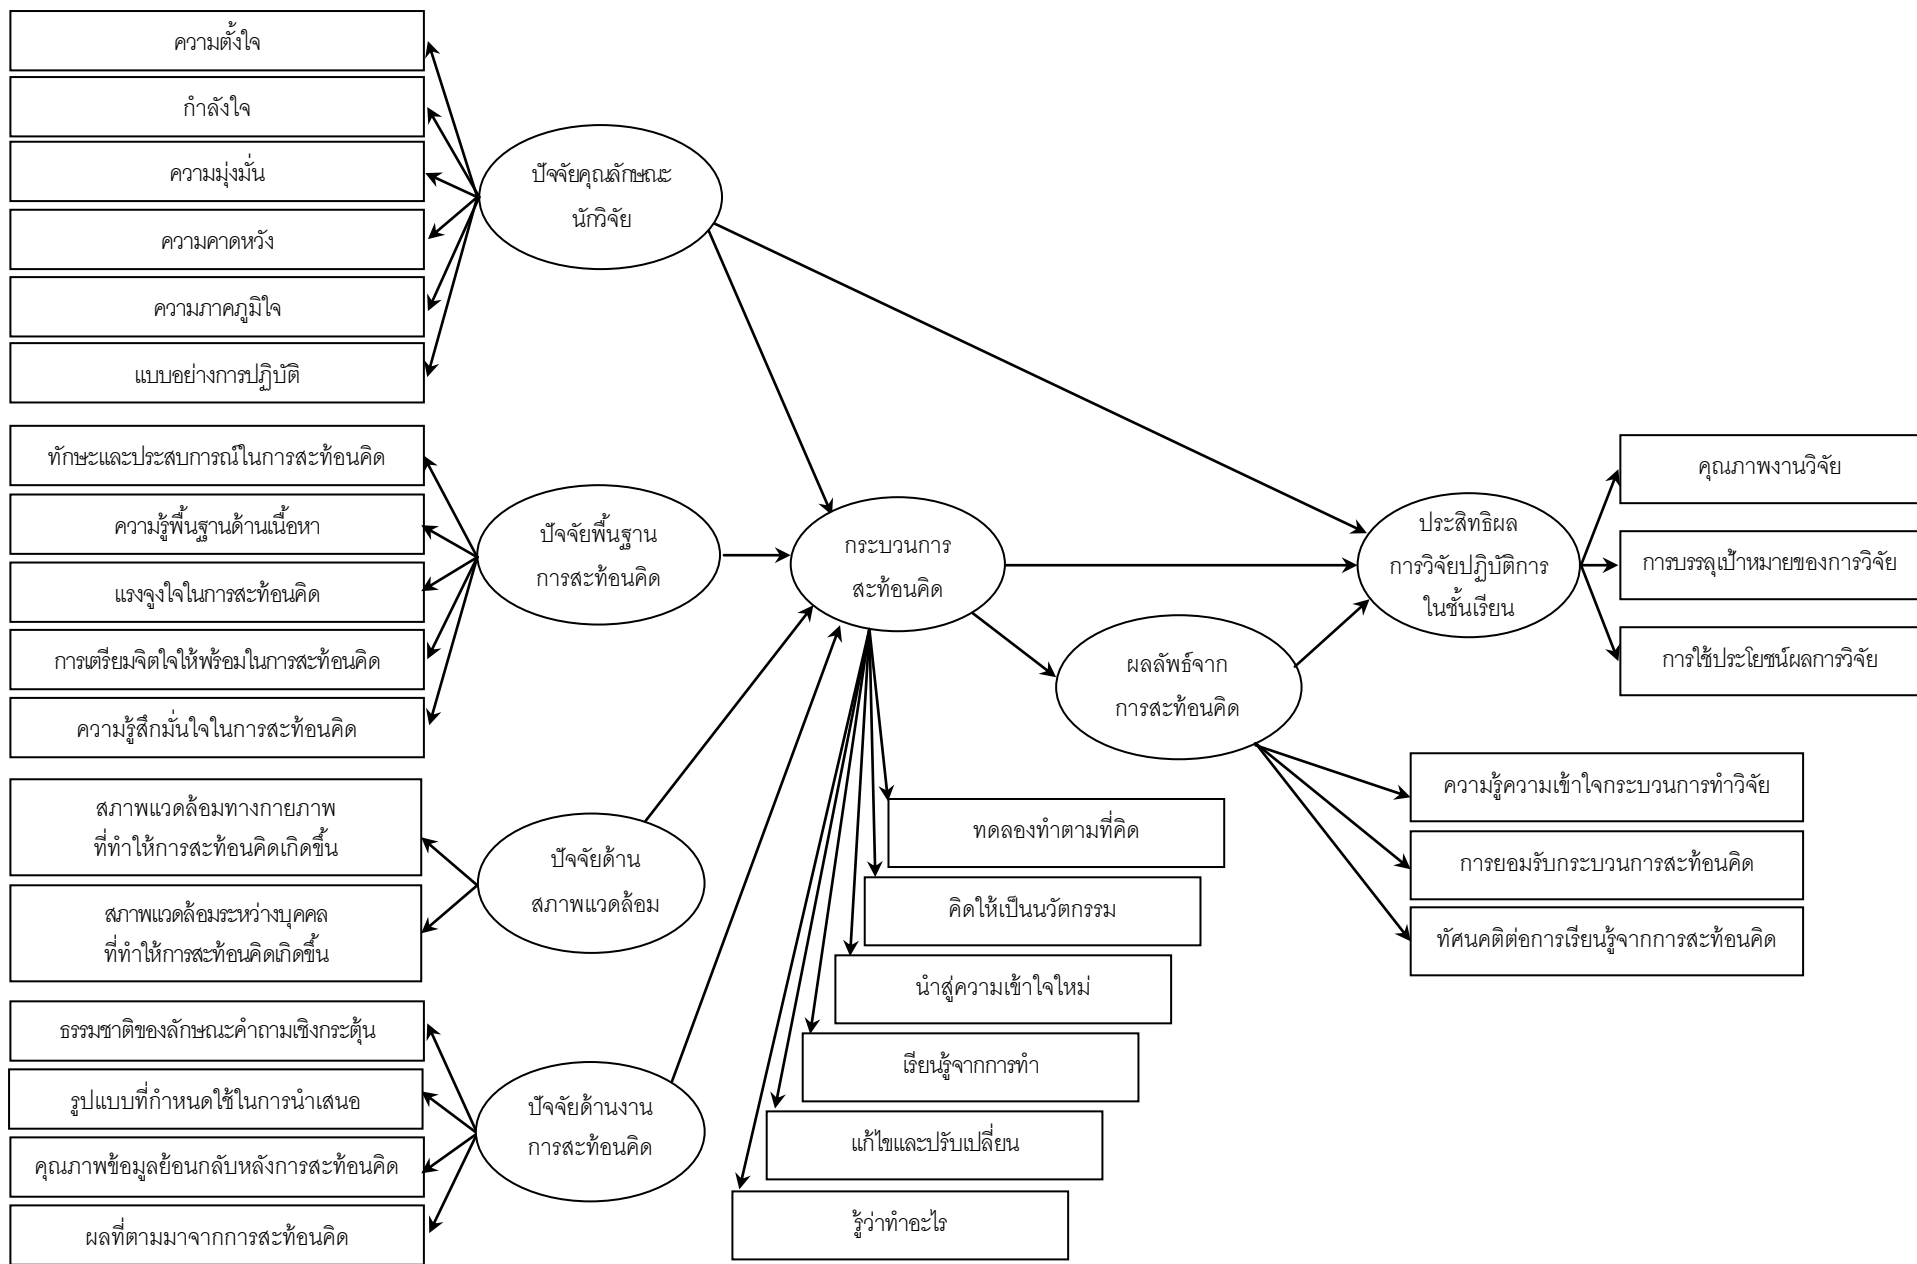 ความตั้งใจ
กำลังใจ
ความมุ่งมั่น
ความคาดหวัง
ความภาคภูมิใจ
แบบอย่างการปฏิบัติ
ปัจจัยคุณลักษณะ
นักวิจัย
ทักษะและประสบการณ์ในการสะท้อนคิด
ความรู้พื้นฐานด้านเนื้อหา
แรงจูงใจในการสะท้อนคิด
การเตรียมจิตใจให้พร้อมในการสะท้อนคิด
ความรู้สึกมั่นใจในการสะท้อนคิด
ปัจจัยพื้นฐาน
การสะท้อนคิด
สภาพแวดล้อมทางกายภาพ
ที่ทำให้การสะท้อนคิดเกิดขึ้น
สภาพแวดล้อมระหว่างบุคคล
ที่ทำให้การสะท้อนคิดเกิดขึ้น
ปัจจัยด้าน
สภาพแวดล้อม
ธรรมชาติของลักษณะคำถามเชิงกระตุ้น
รูปแบบที่กำหนดใช้ในการนำเสนอ
คุณภาพข้อมูลย้อนกลับหลังการสะท้อนคิด
ผลที่ตามมาจากการสะท้อนคิด
ปัจจัยด้านงาน
การสะท้อนคิด
กระบวนการ
สะท้อนคิด
ทดลองทำตามที่คิด
คิดให้เป็นนวัตกรรม
นำสู่ความเข้าใจใหม่
เรียนรู้จากการทำ
แก้ไขและปรับเปลี่ยน
รู้ว่าทำอะไร
ผลลัพธ์จาก
การสะท้อนคิด
ความรู้ความเข้าใจกระบวนการทำวิจัย
การยอมรับกระบวนการสะท้อนคิด
ทัศนคติต่อการเรียนรู้จากการสะท้อนคิด
ประสิทธิผล
การวิจัยปฏิบัติการ
ในชั้นเรียน
คุณภาพงานวิจัย
การบรรลุเป้าหมายของการวิจัย
การใช้ประโยชน์ผลการวิจัย